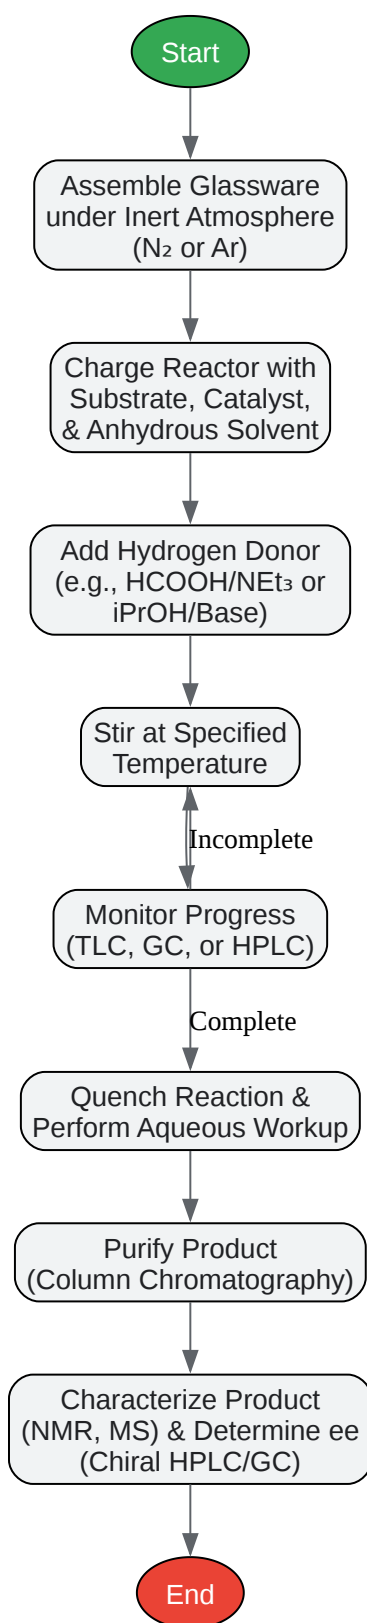 Start
Assemble Glassware
under Inert Atmosphere
(N₂ or Ar)
Charge Reactor with
Substrate, Catalyst,
& Anhydrous Solvent
Add Hydrogen Donor
(e.g., HCOOH/NEt₃ or
iPrOH/Base)
Stir at Specified
Temperature
Incomplete
Monitor Progress
(TLC, GC, or HPLC)
Complete
Quench Reaction &
Perform Aqueous Workup
Purify Product
(Column Chromatography)
Characterize Product
(NMR, MS) & Determine ee
(Chiral HPLC/GC)
End